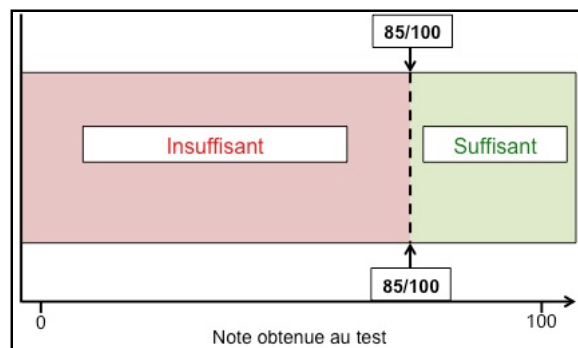 85/100
Insuffisant
Suffisant
85/100
0
100
Note obtenue au test